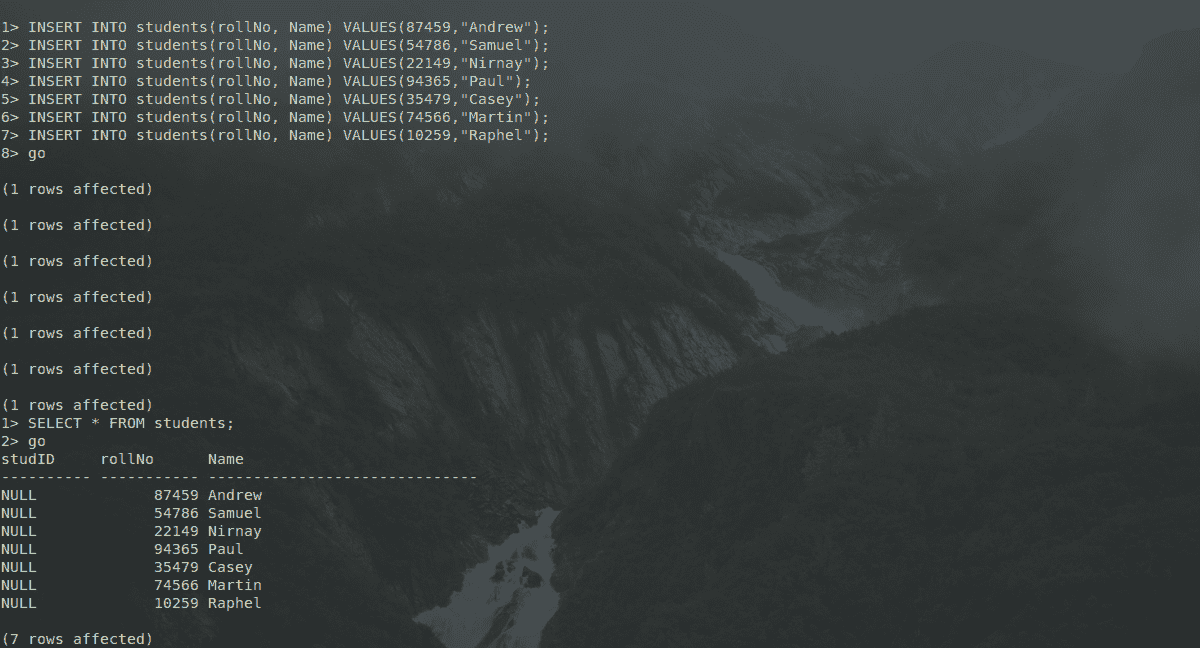 1> INSERT INTO students(rollNo, Name) VALUES(87459,"Andrew");
2> INSERT INTO students(rollNo, Name) VALUES(54786,"Samuel");
3> INSERT INTO students(rollNo, Name) VALUES(22149,"Nirnay");
4> INSERT INTO students(rollNo, Name) VALUES(94365,"Paul");
5> INSERT INTO students(rollNo, Name) VALUES(35479,"Casey");
6> INSERT INTO students(rollNo, Name) VALUES(74566,"Martin");
7> INSERT INTO students(rollNo, Name) VALUES(10259,"Raphel");
8> go
(1 rows affected)
(1 rows affected)
(1 rows affected)
(1 rows affected)
(1 rows affected)
(1 rows affected)
(1 rows affected)
1> SELECT * FROM students;
2> go
studID     rollNo      Name
---------- ----------- ------------------------------
NULL             87459 Andrew
NULL             54786 Samuel
NULL             22149 Nirnay
NULL             94365 Paul
NULL             35479 Casey
NULL             74566 Martin
NULL             10259 Raphel
(7 rows affected)